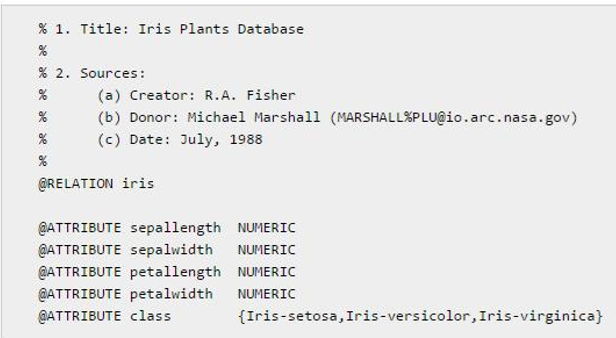 % 1. Title: Iris Plants Database
%
% 2. Sources:
%      (a) Creator: R.A. Fisher
%      (b) Donor: Michael Marshall (MARSHALL%PLU@io.arc.nasa.gov)
%      (c) Date: July, 1988
%
@RELATION iris

@ATTRIBUTE sepallength  NUMERIC
@ATTRIBUTE sepalwidth   NUMERIC
@ATTRIBUTE petallength  NUMERIC
@ATTRIBUTE petalwidth   NUMERIC
@ATTRIBUTE class        {Iris-setosa,Iris-versicolor,Iris-virginica}